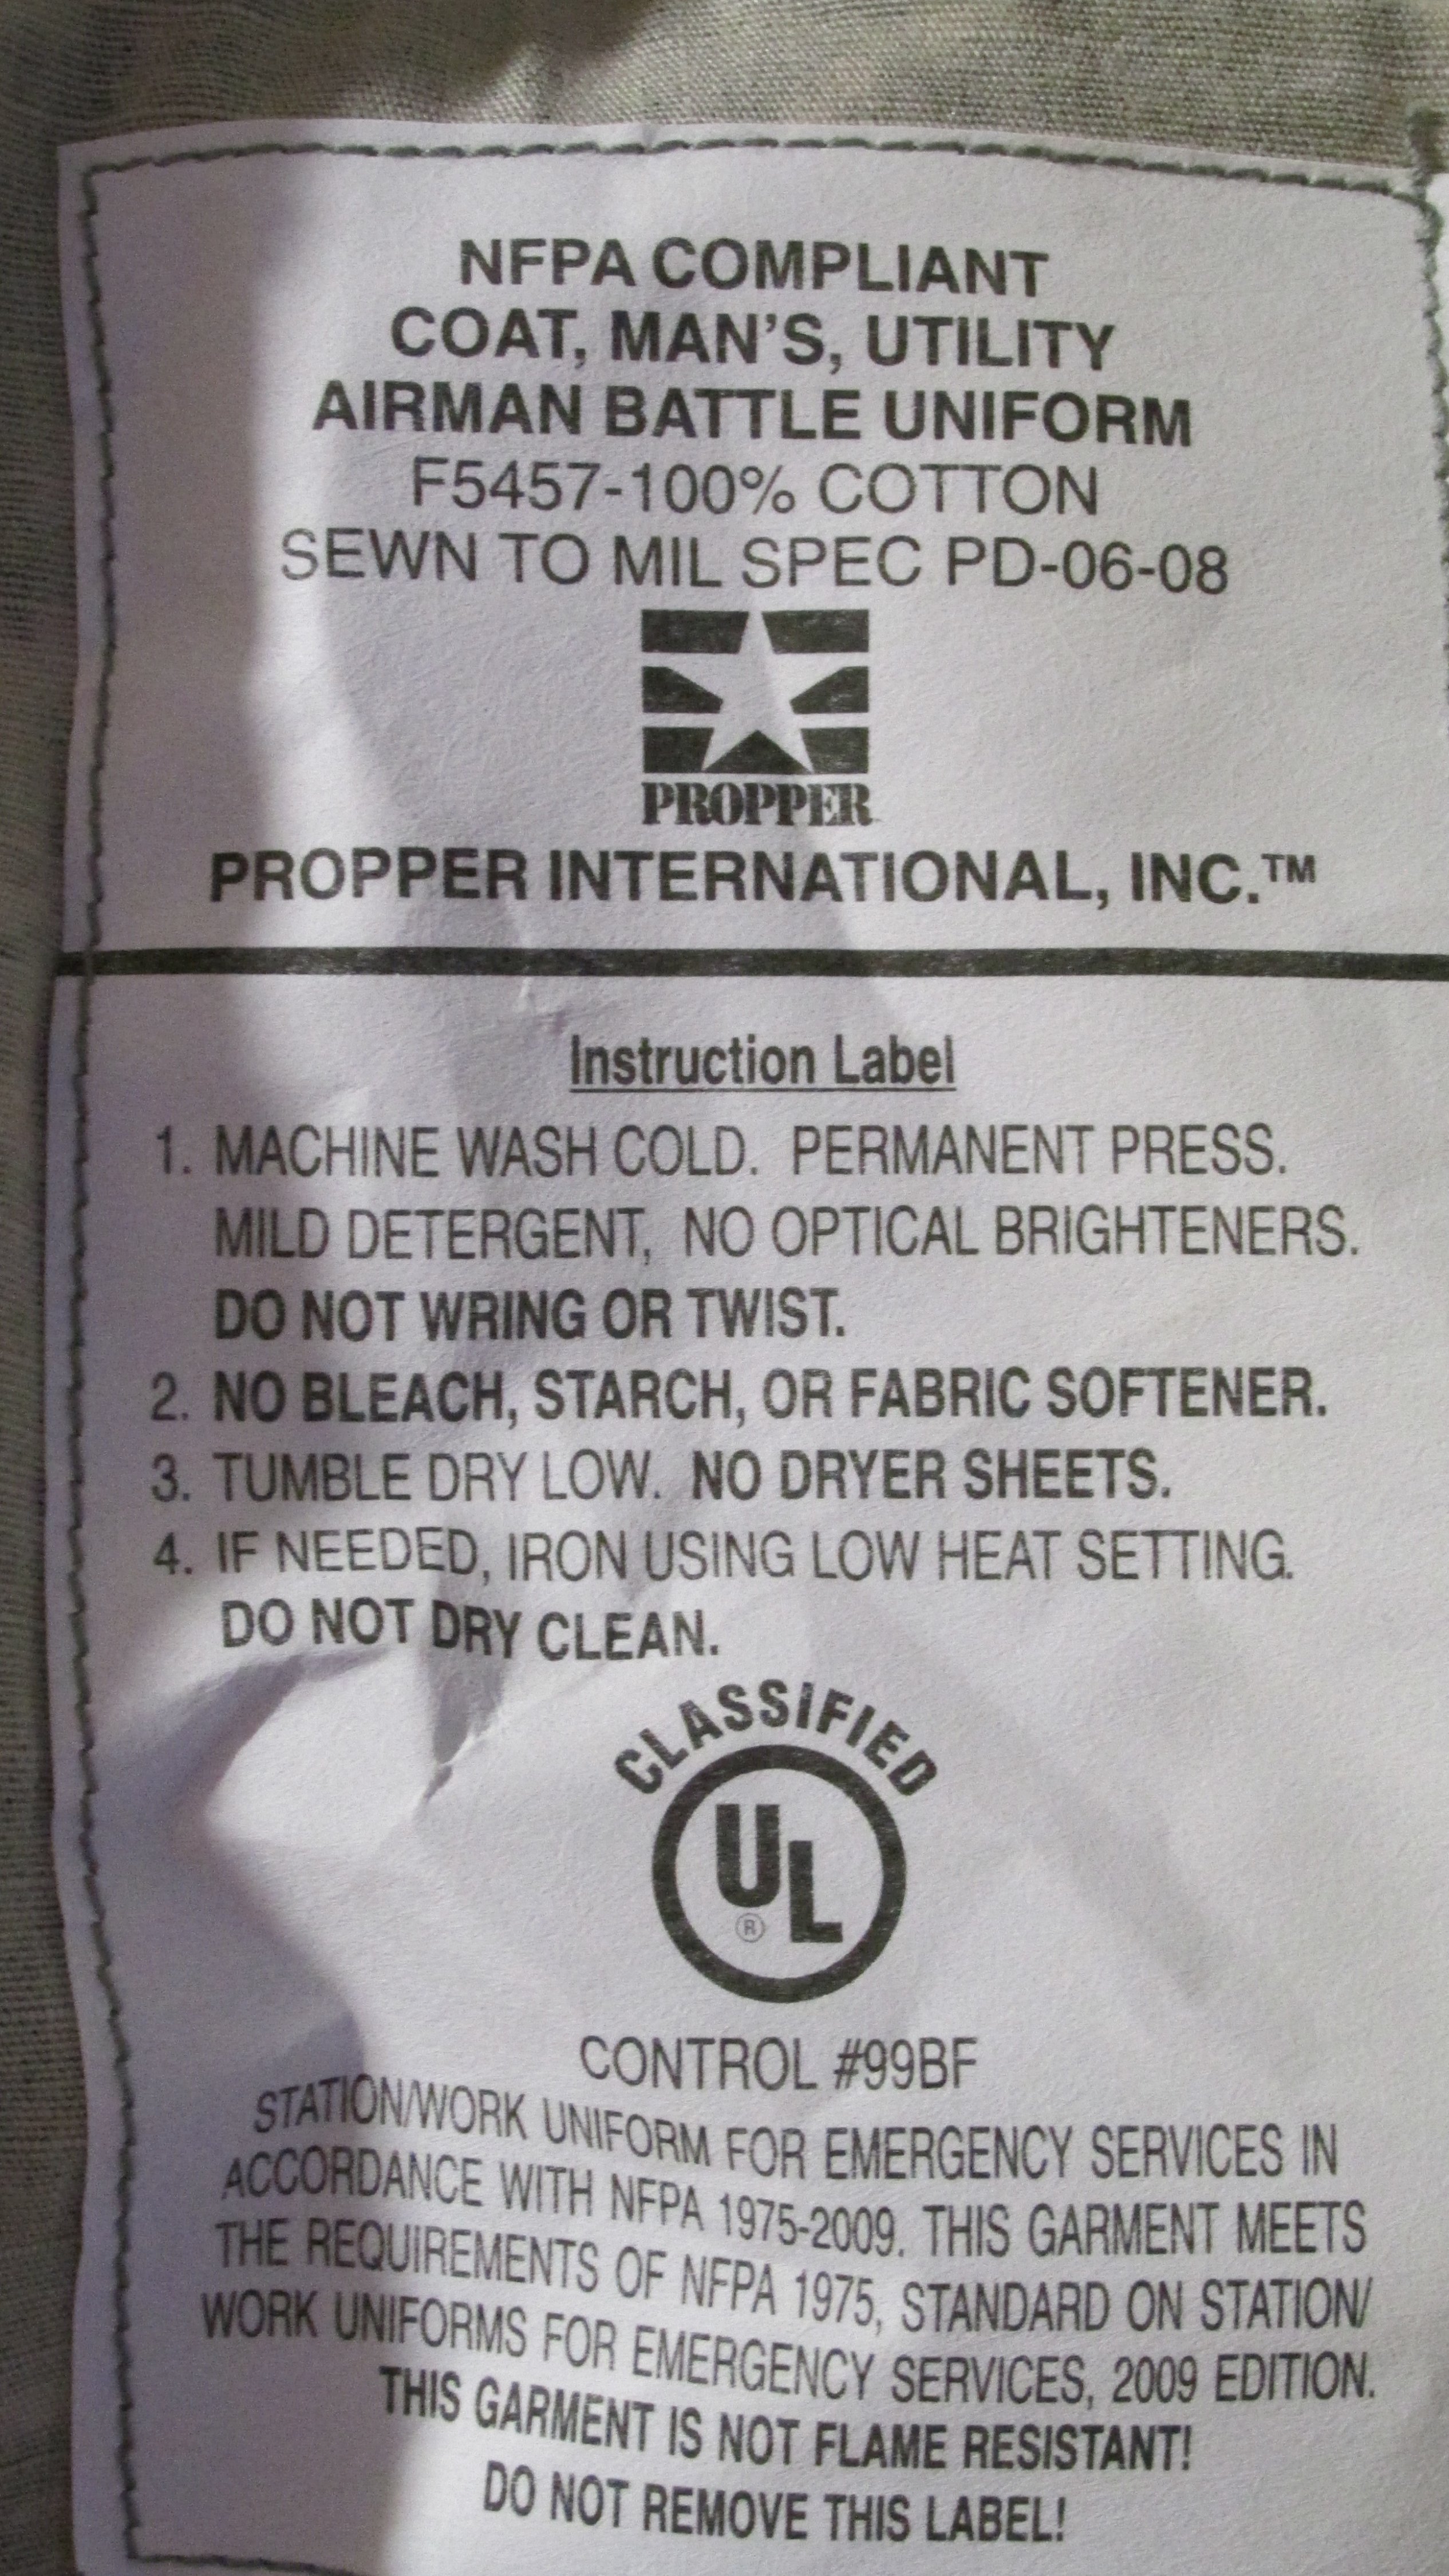 NFPA COMPLIANT
COAT, MAN'S, UTILITY
AIRMAN BATTLE UNIFORM
F5457-100% COTTON
SEWN TO MIL SPEC PD-06-08
PROPPER
PROPPER INTERNATIONAL, INC.™
Instruction Label
1. MACHINE WASH COLD. PERMANENT PRESS.
MILD DETERGENT, NO OPTICAL BRIGHTENERS.
DO NOT WRING OR TWIST.
2. NO BLEACH, STARCH, OR FABRIC SOFTENER.
3. TUMBLE DRY LOW. NO DRYER SHEETS.
4. IF NEEDED, IRON USING LOW HEAT SETTING.
DO NOT DRY CLEAN.
CLASSIFIED
UL
®
CONTROL #99BF
STATION/WORK UNIFORM FOR EMERGENCY SERVICES IN
ACCORDANCE WITH NFPA 1975-2009. THIS GARMENT MEETS
THE REQUIREMENTS OF NFPA 1975, STANDARD ON STATION/
WORK UNIFORMS FOR EMERGENCY SERVICES, 2009 EDITION.
THIS GARMENT IS NOT FLAME RESISTANT!
DO NOT REMOVE THIS LABEL!